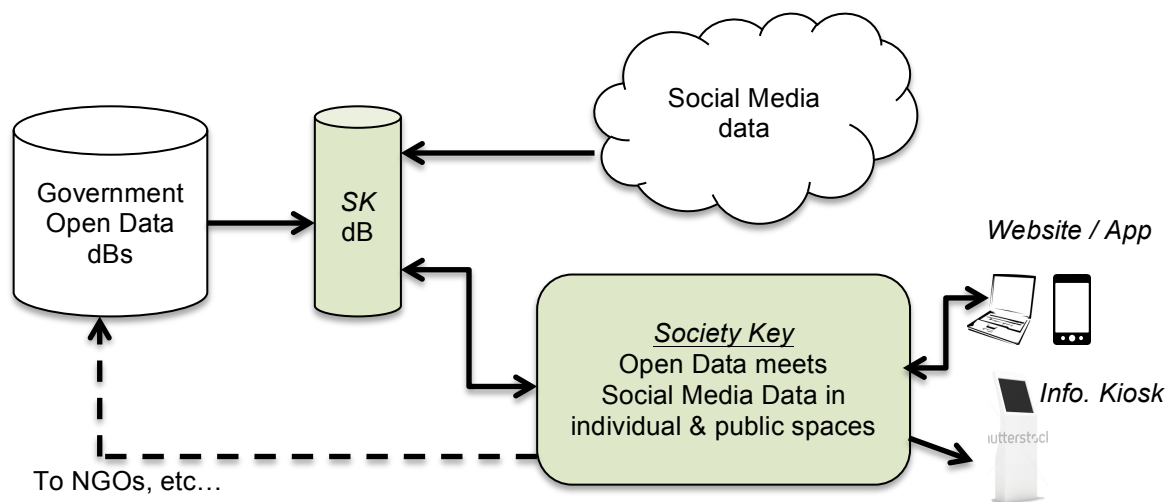 Social Media
data
Government
Open Data
dBs
SK
dB
Website / App
Society Key
Open Data meets
Social Media Data in
individual & public spaces
Info. Kiosk
utterstock
To NGOs, etc…